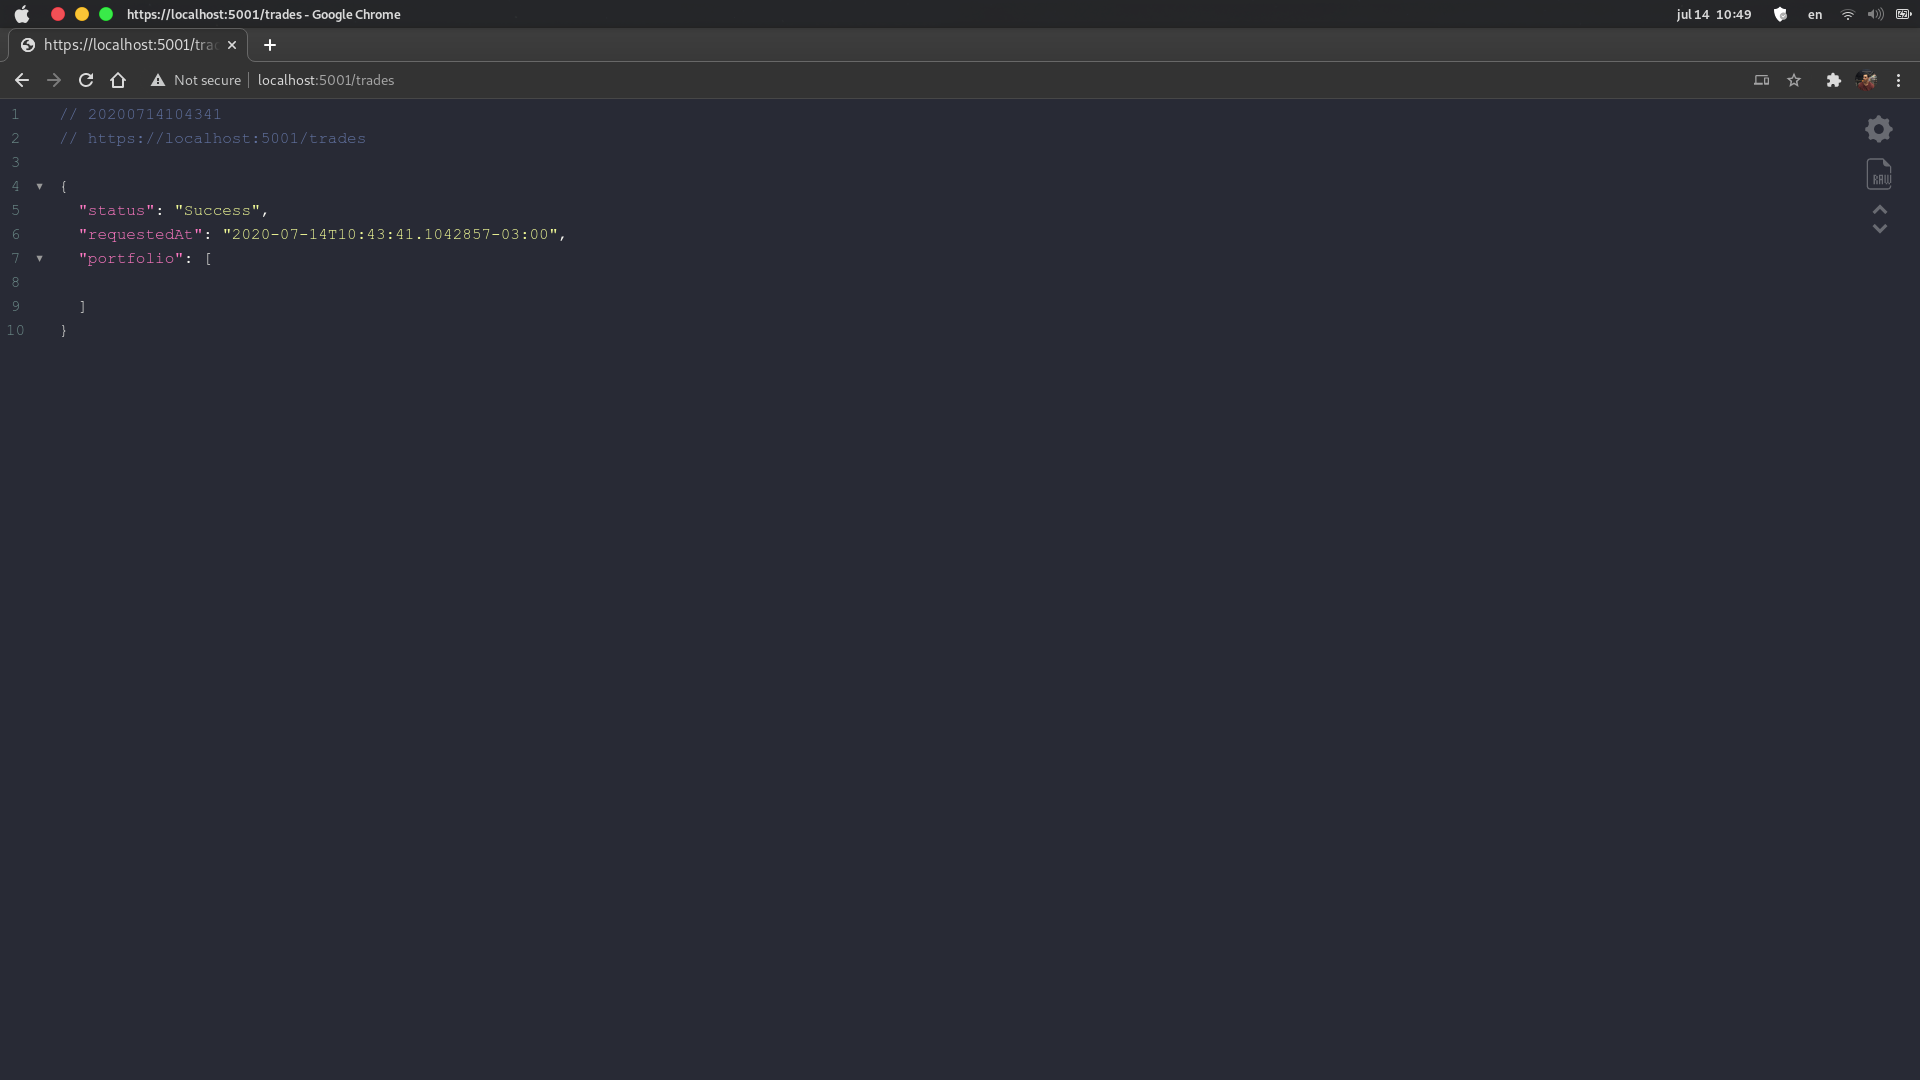 https://localhost:5001/trades - Google Chrome
jul 14 10:49
en
https://localhost:5001/tra
Not secure
localhost:5001/trades
1 // 20200714104341
2 // https://localhost:5001/trades
3
4 {
5 "status": "Success",
6 "requestedAt": "2020-07-14T10:43:41.1042857-03:00",
7 "portfolio": [
8
9 ]
10 }
RAW